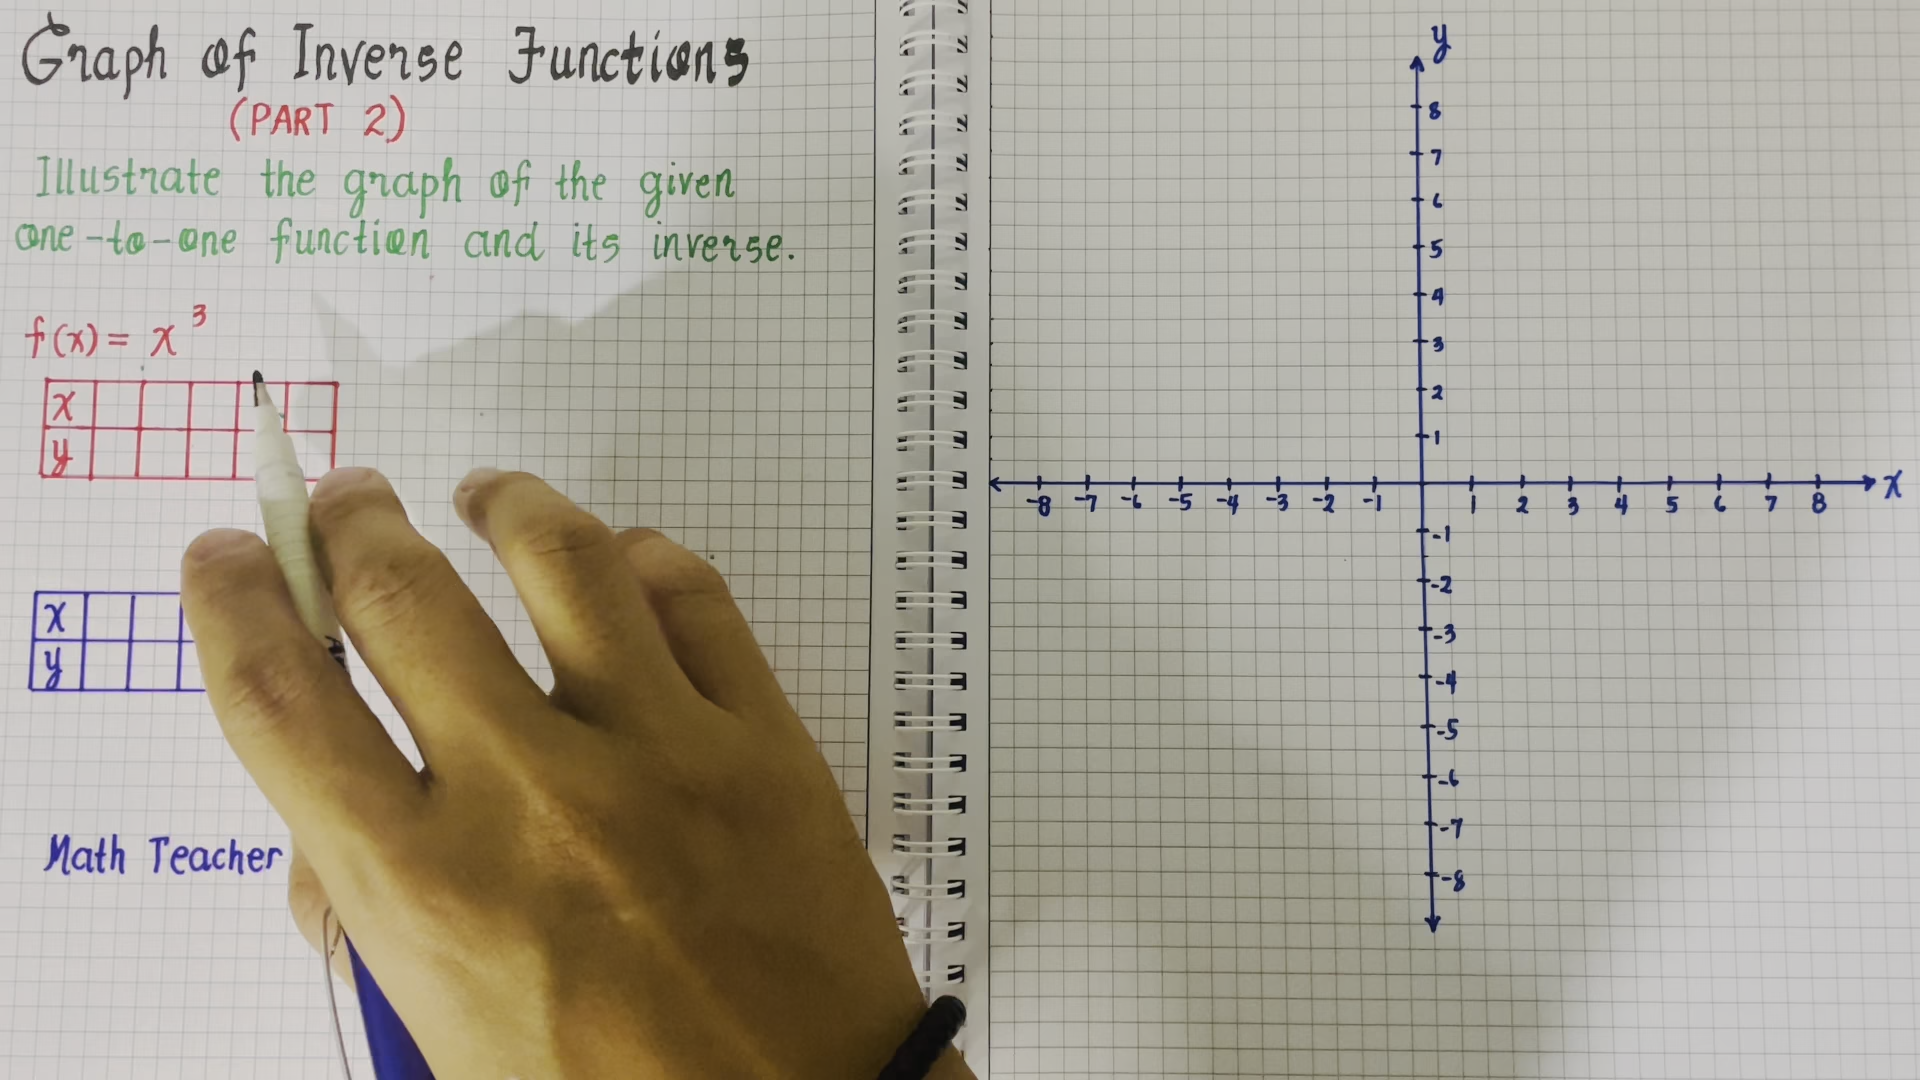 Graph of Inverse Functions
(PART 2)
Illustrate the graph of the given
one-to-one function and its inverse.
f(x) = x³
x
y
x
y
Math Teacher
y
8
7
6
5
4
3
2
1
-8 -7 -6 -5 -4 -3 -2 -1 1 2 3 4 5 6 7 8 x
-1
-2
-3
-4
-5
-6
-7
-8